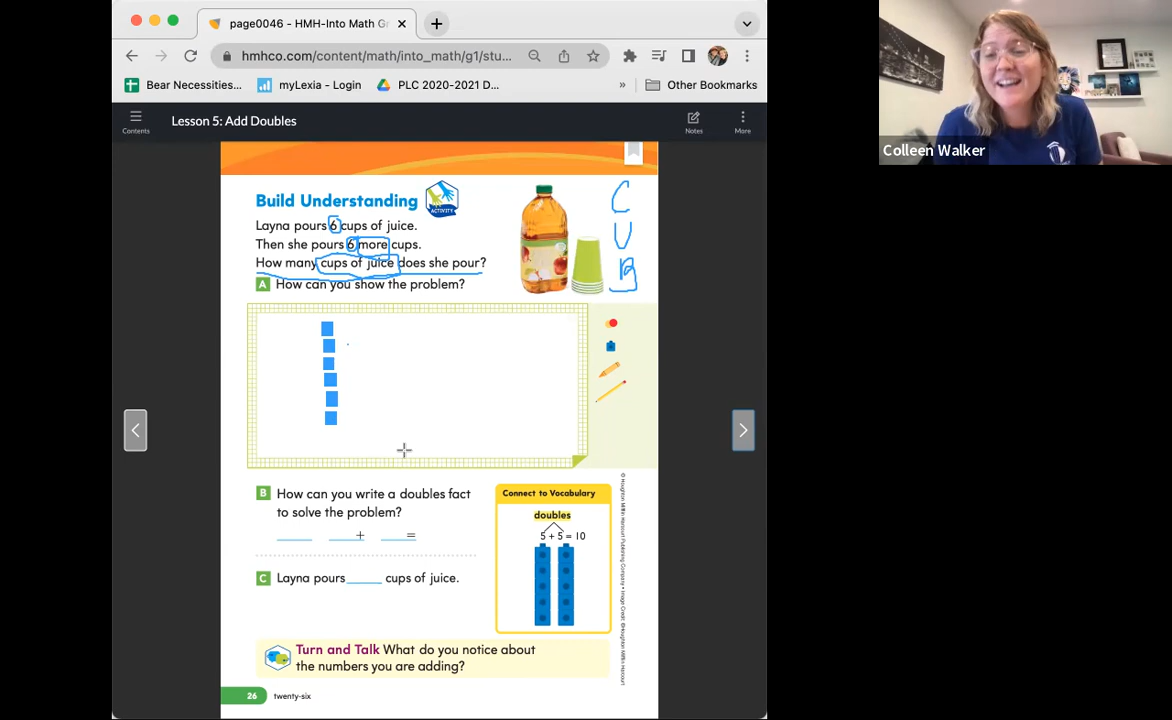 page0046 - HMH-Into Math Gr
hmhco.com/content/math/into_math/g1/stu...
Bear Necessities... myLexia - Login PLC 2020-2021 D... » Other Bookmarks
Contents
Lesson 5: Add Doubles
Notes
More
Colleen Walker
Build Understanding
ACTIVITY
Layna pours 6 cups of juice.
Then she pours 6 more cups.
How many cups of juice does she pour?
C
U
B
A How can you show the problem?
B How can you write a doubles fact
to solve the problem?
+ =
C Layna pours cups of juice.
Connect to Vocabulary
doubles
5 + 5 = 10
Turn and Talk What do you notice about
the numbers you are adding?
26 twenty-six